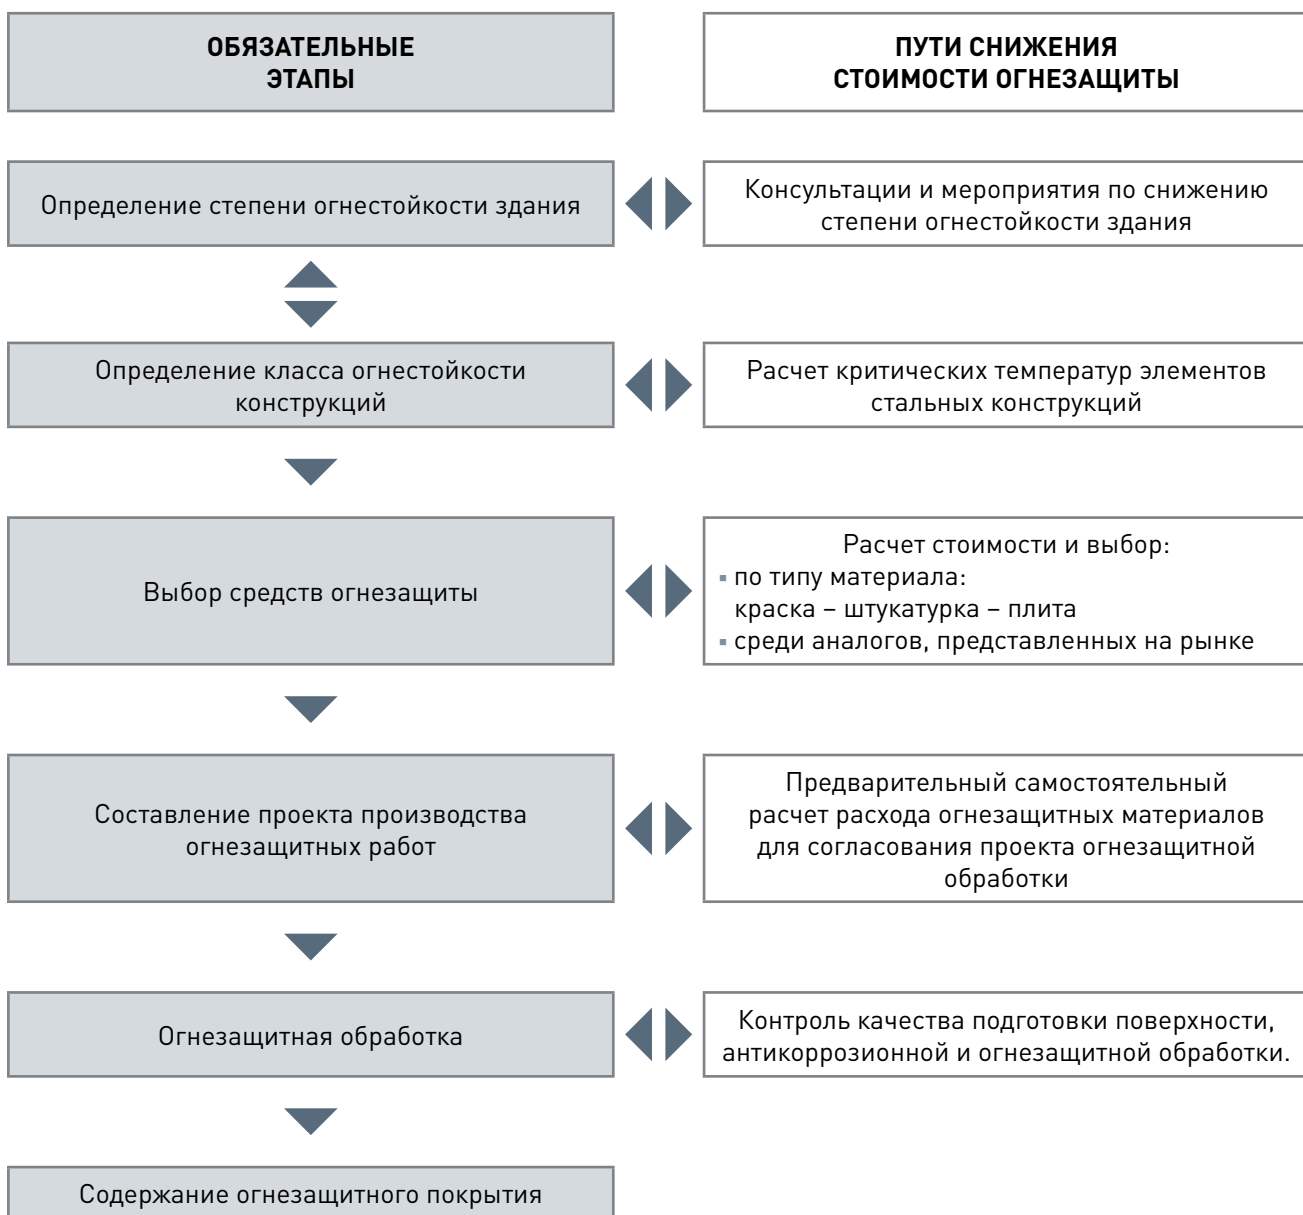 ОБЯЗАТЕЛЬНЫЕ
ЭТАПЫ
ПУТИ СНИЖЕНИЯ
СТОИМОСТИ ОГНЕЗАЩИТЫ
Определение степени огнестойкости здания
Консультации и мероприятия по снижению
степени огнестойкости здания
Определение класса огнестойкости
конструкций
Расчет критических температур элементов
стальных конструкций
Выбор средств огнезащиты
Расчет стоимости и выбор:
▪ по типу материала:
краска – штукатурка – плита
▪ среди аналогов, представленных на рынке
Составление проекта производства
огнезащитных работ
Предварительный самостоятельный
расчет расхода огнезащитных материалов
для согласования проекта огнезащитной
обработки
Огнезащитная обработка
Контроль качества подготовки поверхности,
антикоррозионной и огнезащитной обработки.
Содержание огнезащитного покрытия